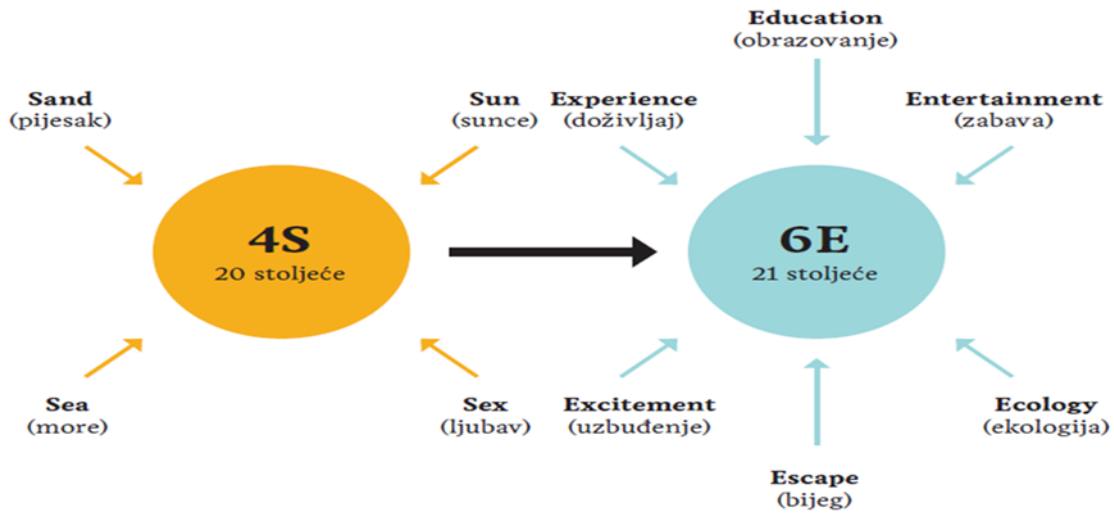 Education
(obrazovanje)
Sand
(pijesak)
Sun
(sunce)
Experience
(doživljaj)
Entertainment
(zabava)
4S
20 stoljeće
6E
21 stoljeće
Sea
(more)
Sex
(ljubav)
Excitement
(uzbuđenje)
Ecology
(ekologija)
Escape
(bijeg)